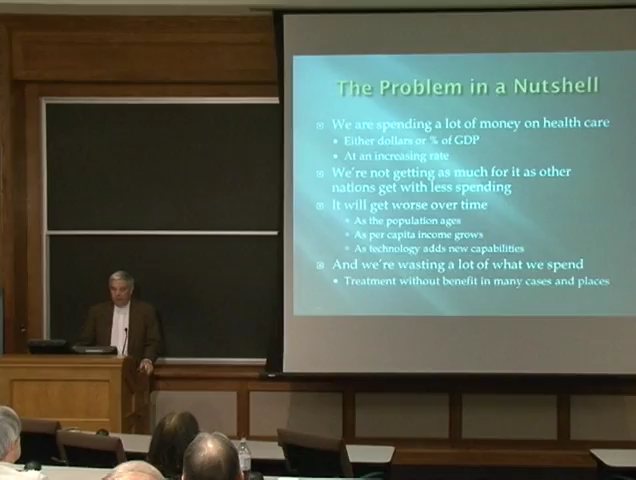 The Problem in a Nutshell
We are spending a lot of money on health care
Either dollars or % of GDP
At an increasing rate
We're not getting as much for it as other
nations get with less spending
It will get worse over time
As the population ages
As per capita income grows
As technology adds new capabilities
And we're wasting a lot of what we spend
Treatment without benefit in many cases and places